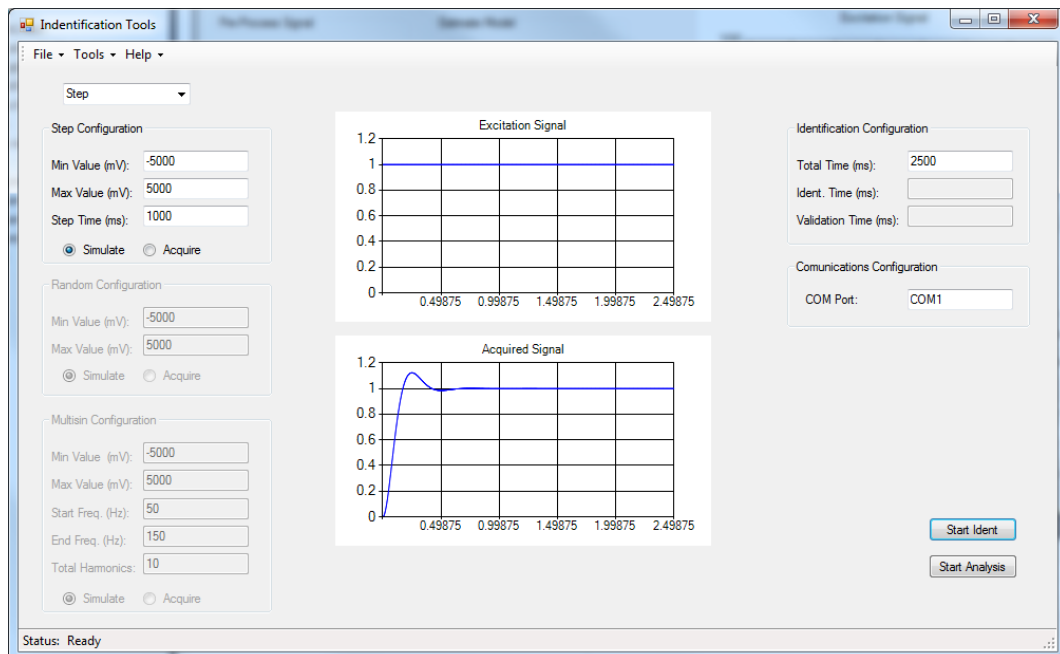 Indentification Tools
File Tools Help
Step
Step Configuration
Min Value (mV): -5000
Max Value (mV): 5000
Step Time (ms): 1000
Simulate Acquire
Random Configuration
Min Value (mV): -5000
Max Value (mV): 5000
Simulate Acquire
Multisin Configuration
Min Value (mV): -5000
Max Value (mV): 5000
Start Freq. (Hz): 50
End Freq. (Hz): 150
Total Harmonics: 10
Simulate Acquire
Excitation Signal
1.2
1
0.8
0.6
0.4
0.2
0
0.49875 0.99875 1.49875 1.99875 2.49875
Acquired Signal
1.2
1
0.8
0.6
0.4
0.2
0
0.49875 0.99875 1.49875 1.99875 2.49875
Identification Configuration
Total Time (ms): 2500
Ident. Time (ms):
Validation Time (ms):
Comunications Configuration
COM Port: COM1
Start Ident
Start Analysis
Status: Ready